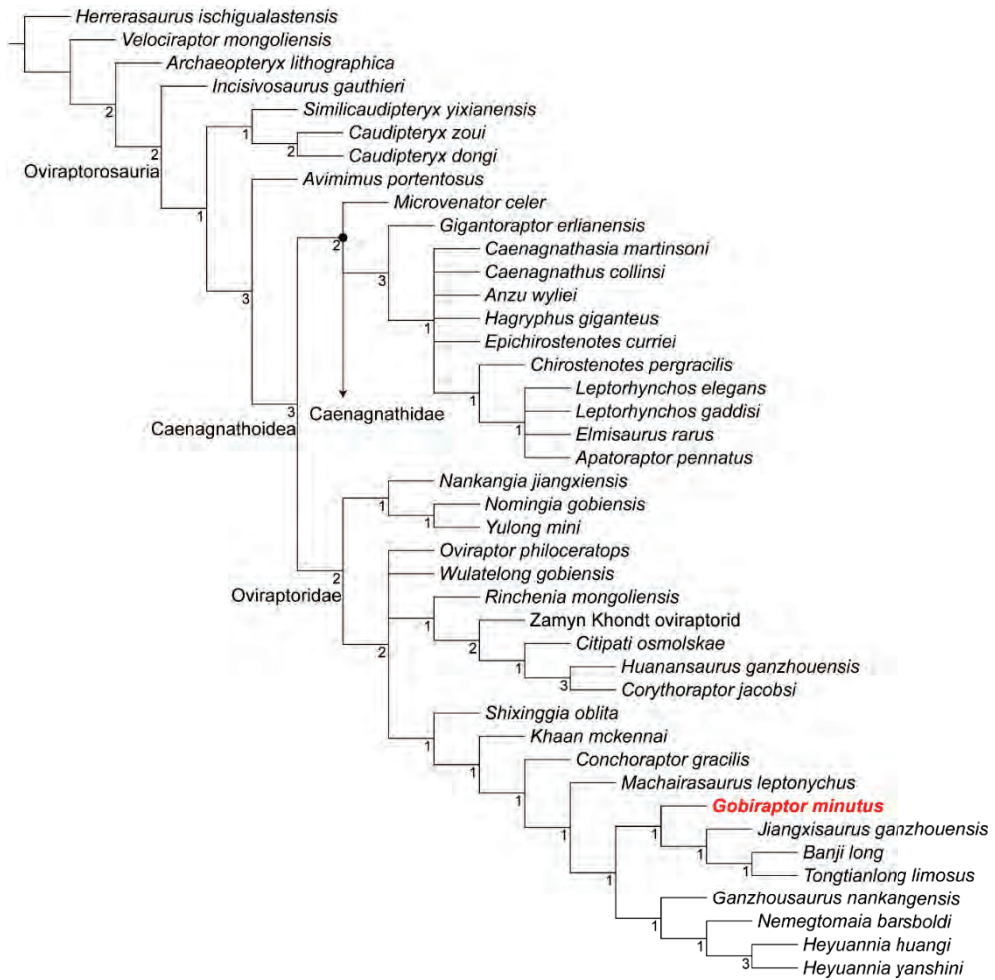 Herrerasaurus ischigualastensis
Velociraptor mongoliensis
Archaeopteryx lithographica
2
Incisivosaurus gauthieri
Similicaudipteryx yixianensis
1
Caudipteryx zoui
2
Caudipteryx dongi
2
Oviraptorosauria
Avimimus portentosus
Microvenator celer
1
Gigantoraptor erlianensis
2
Caenagnathasia martinsoni
Caenagnathus collinsi
3
Anzu wyliei
3
Hagryphus giganteus
1
Epichirostenotes curriei
Chirostenotes pergracilis
Leptorhynchos elegans
1
3
Caenagnathidae
Leptorhynchos gaddisi
Caenagnathoidea
1
Elmisaurus rarus
Apatoraptor pennatus
Nankangia jiangxiensis
1
Nomingia gobiensis
1
Yulong mini
Oviraptor philoceratops
2
Wulatelong gobiensis
Oviraptoridae
Rinchenia mongoliensis
1
Zamyn Khondt oviraptorid
2
Citipati osmolskae
2
1
Huanansaurus ganzhouensis
3
Corythoraptor jacobsi
Shixinggia oblita
1
Khaan mckennai
1
Conchoraptor gracilis
1
Machairasaurus leptonychus
Gobiraptor minutus
1
1
Jiangxisaurus ganzhouensis
1
Banji long
1
Tongtianlong limosus
1
Ganzhousaurus nankangensis
1
Nemegtomaia barsboldi
1
Heyuannia huangi
3
Heyuannia yanshini